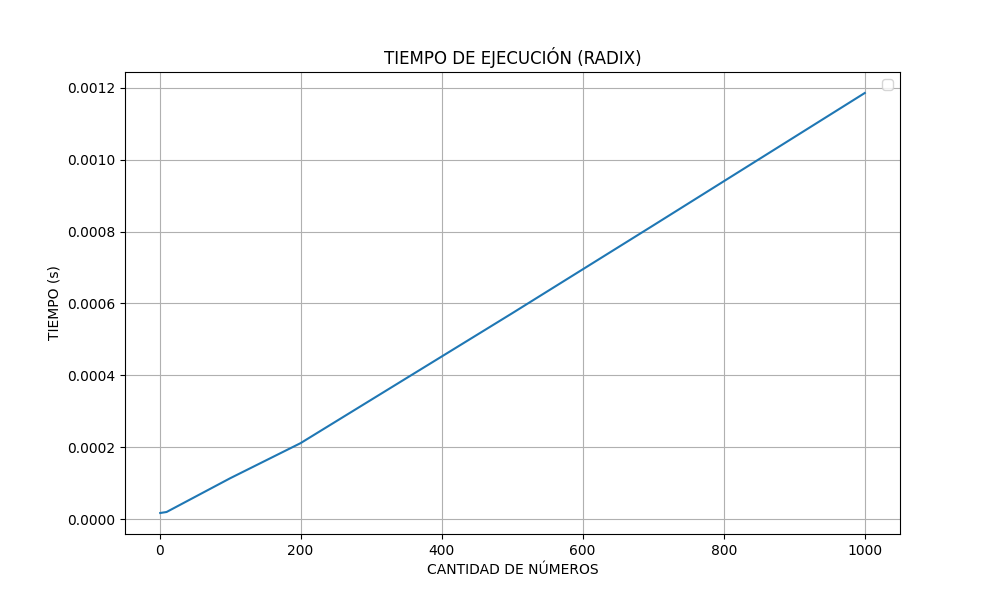 TIEMPO DE EJECUCIÓN (RADIX)
0.0012
0.0010
0.0008
0.0006
0.0004
0.0002
0.0000
TIEMPO (s)
0 200 400 600 800 1000
CANTIDAD DE NÚMEROS